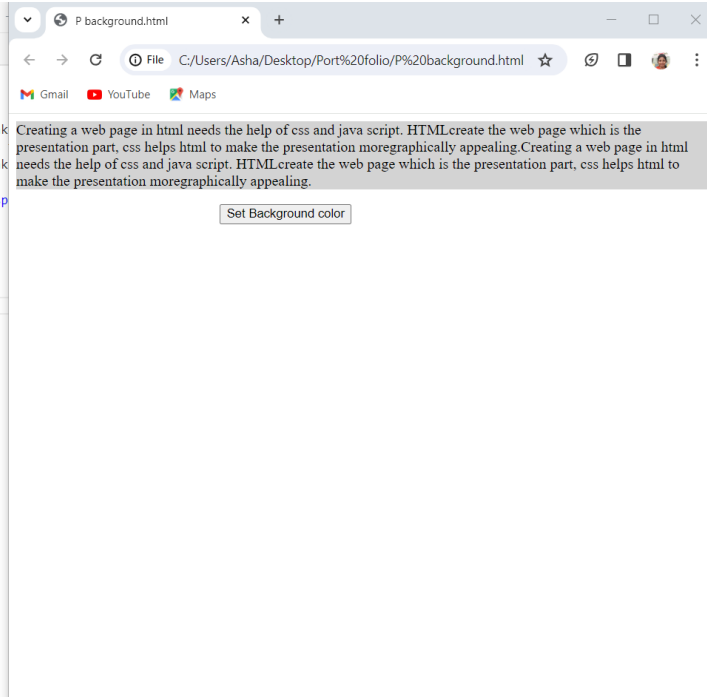 P background.html
File C:/Users/Asha/Desktop/Port%20folio/P%20background.html
Gmail YouTube Maps
Creating a web page in html needs the help of css and java script. HTMLcreate the web page which is the
presentation part, css helps html to make the presentation moregraphically appealing.Creating a web page in html
needs the help of css and java script. HTMLcreate the web page which is the presentation part, css helps html to
make the presentation moregraphically appealing.
Set Background color